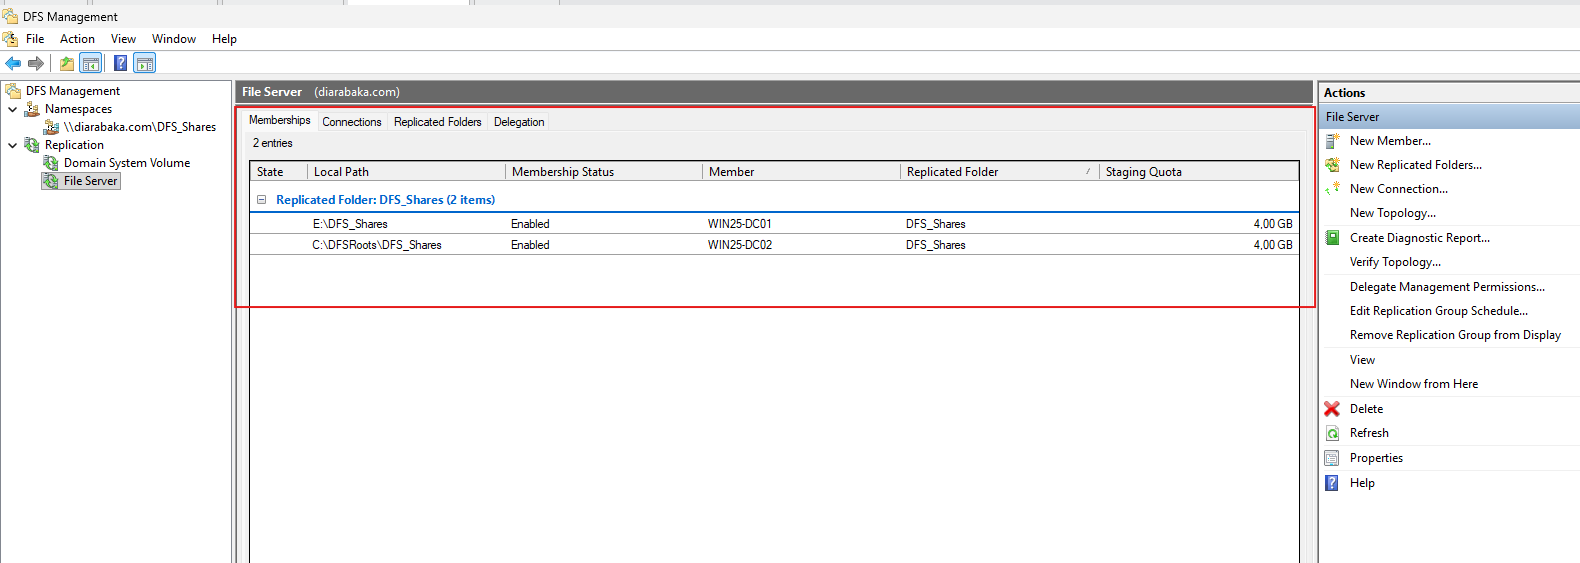 DFS Management
File Action View Window Help
DFS Management
Namespaces
\\diarabaka.com\DFS_Shares
Replication
Domain System Volume
File Server
File Server (diarabaka.com)
Memberships Connections Replicated Folders Delegation
2 entries
State Local Path Membership Status Member Replicated Folder Staging Quota
Replicated Folder: DFS_Shares (2 items)
E:\DFS_Shares Enabled WIN25-DC01 DFS_Shares 4,00 GB
C:\DFSRoots\DFS_Shares Enabled WIN25-DC02 DFS_Shares 4,00 GB
Actions
File Server
New Member...
New Replicated Folders...
New Connection...
New Topology...
Create Diagnostic Report...
Verify Topology...
Delegate Management Permissions...
Edit Replication Group Schedule...
Remove Replication Group from Display
View
New Window from Here
Delete
Refresh
Properties
Help